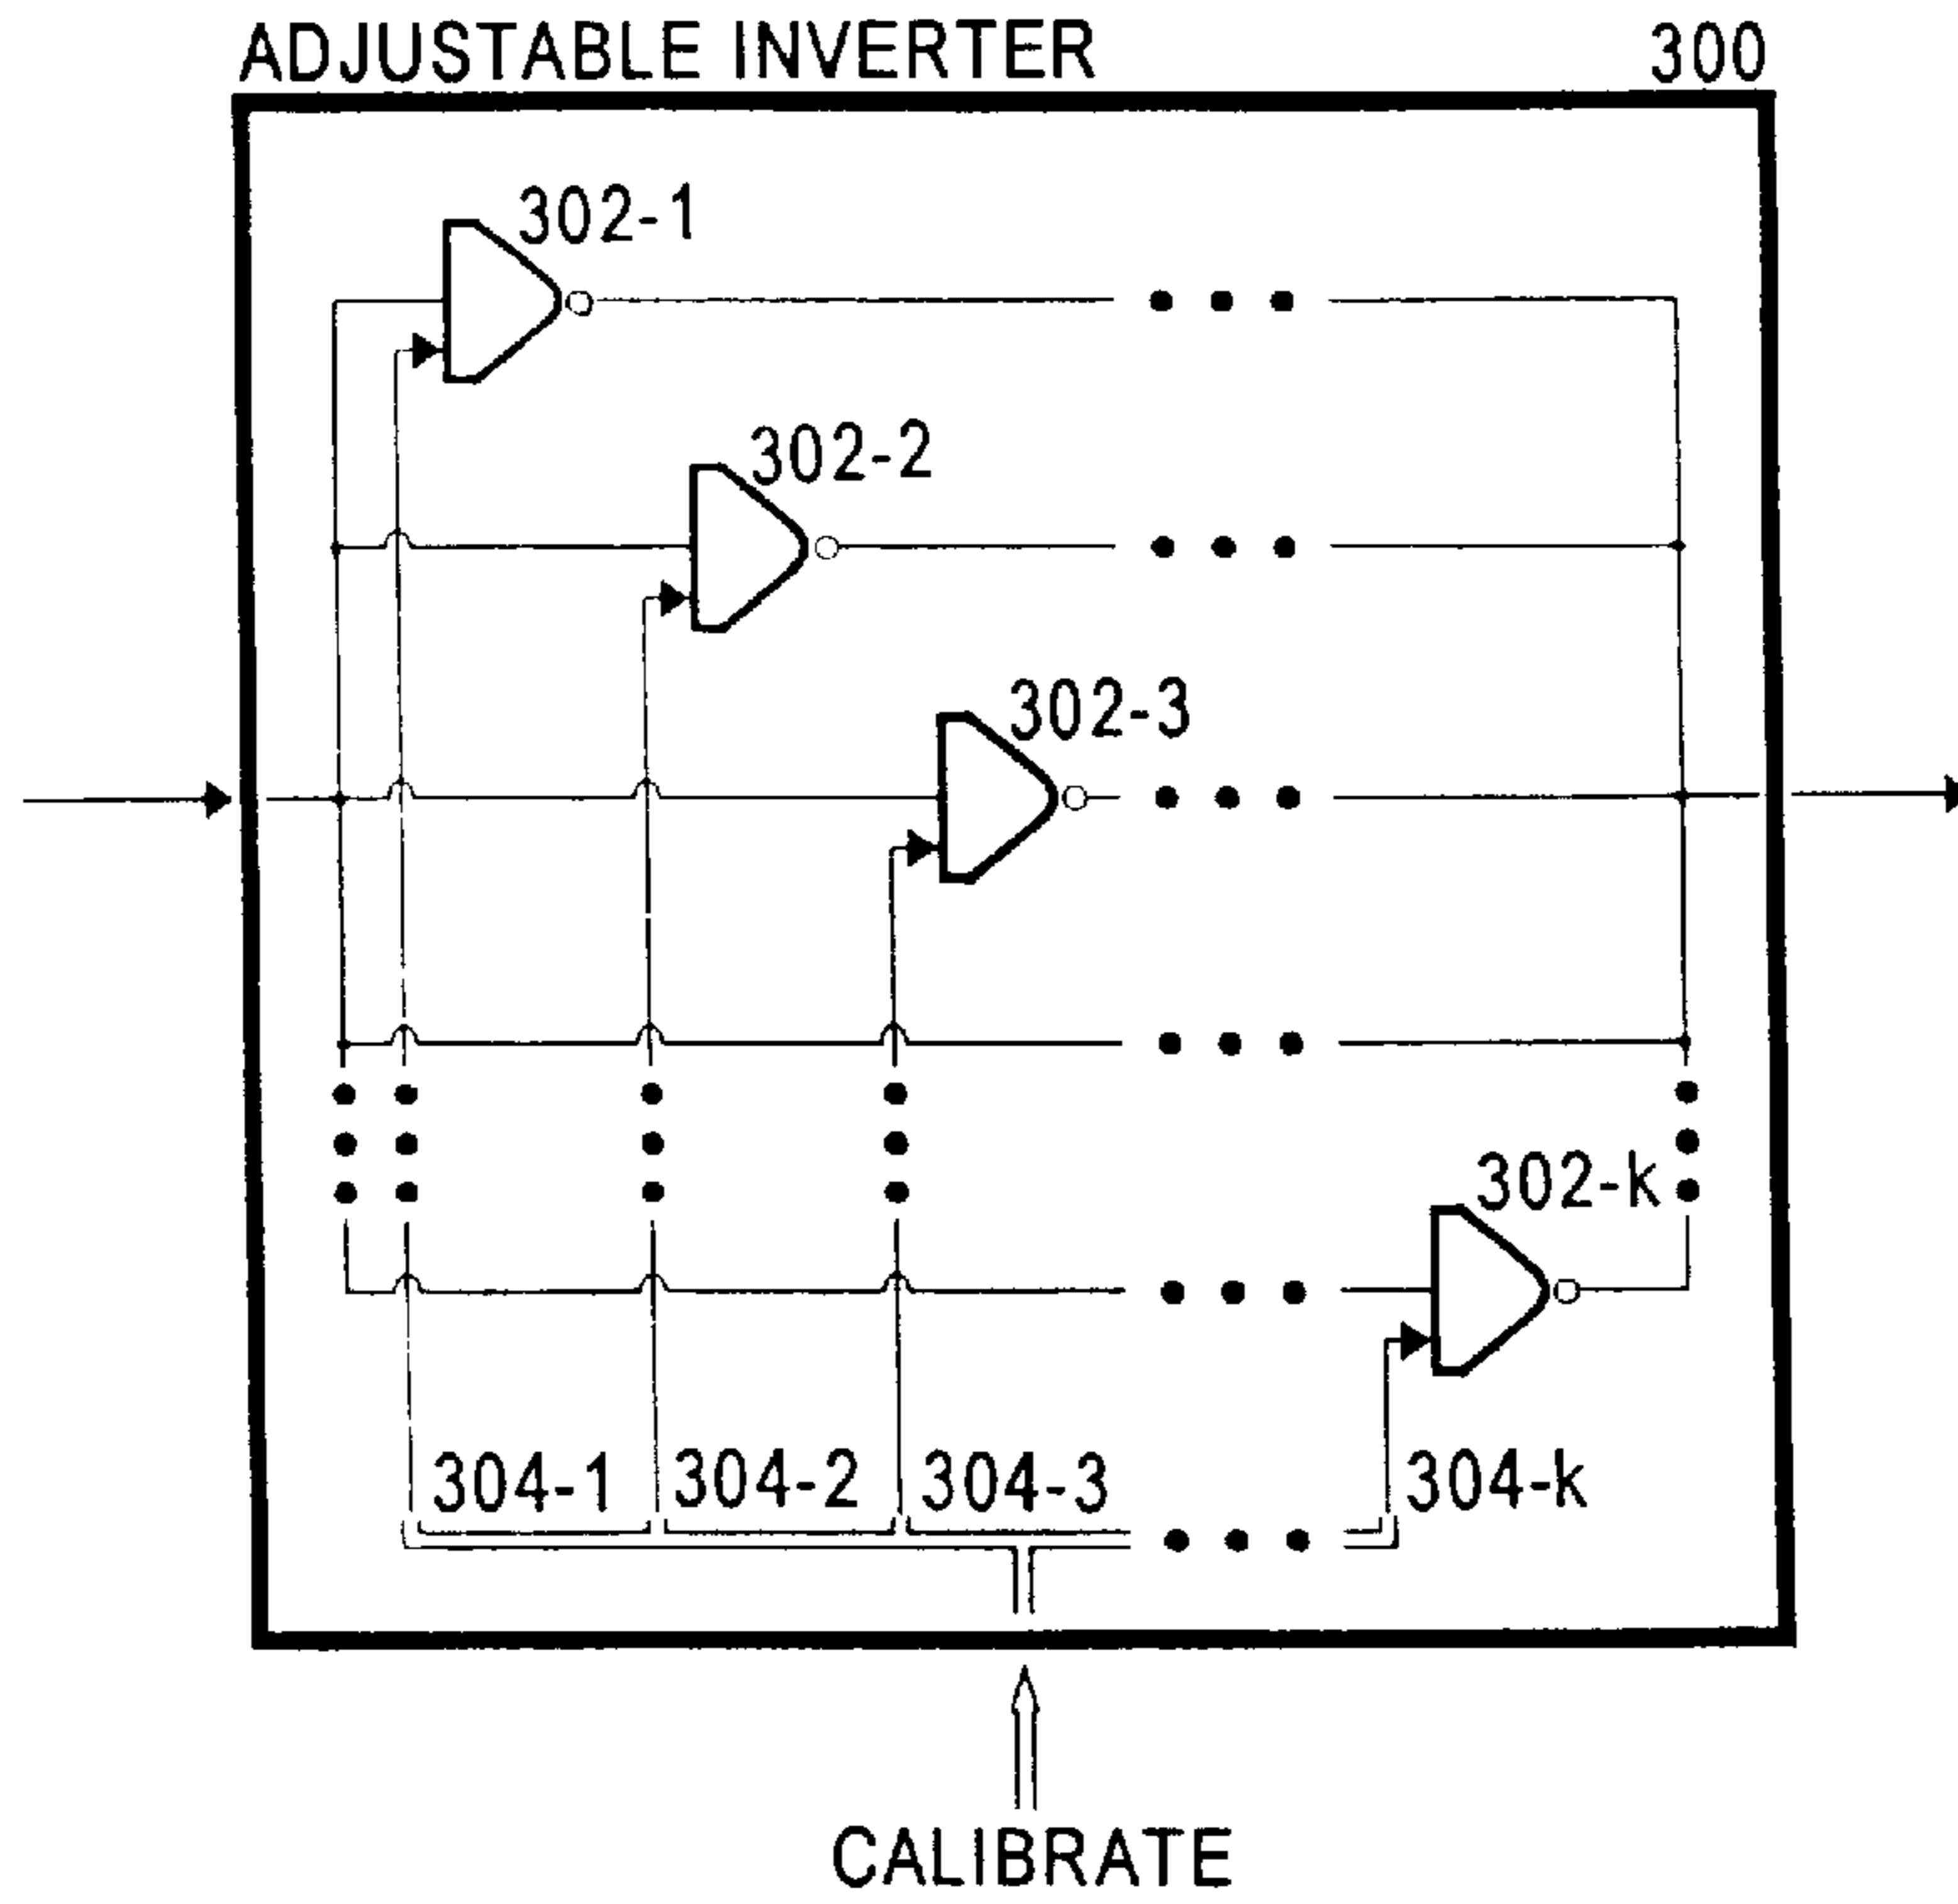 ADJUSTABLE INVERTER 300
302-1
302-2
302-3
302-k
304-1 304-2 304-3 304-k
CALIBRATE